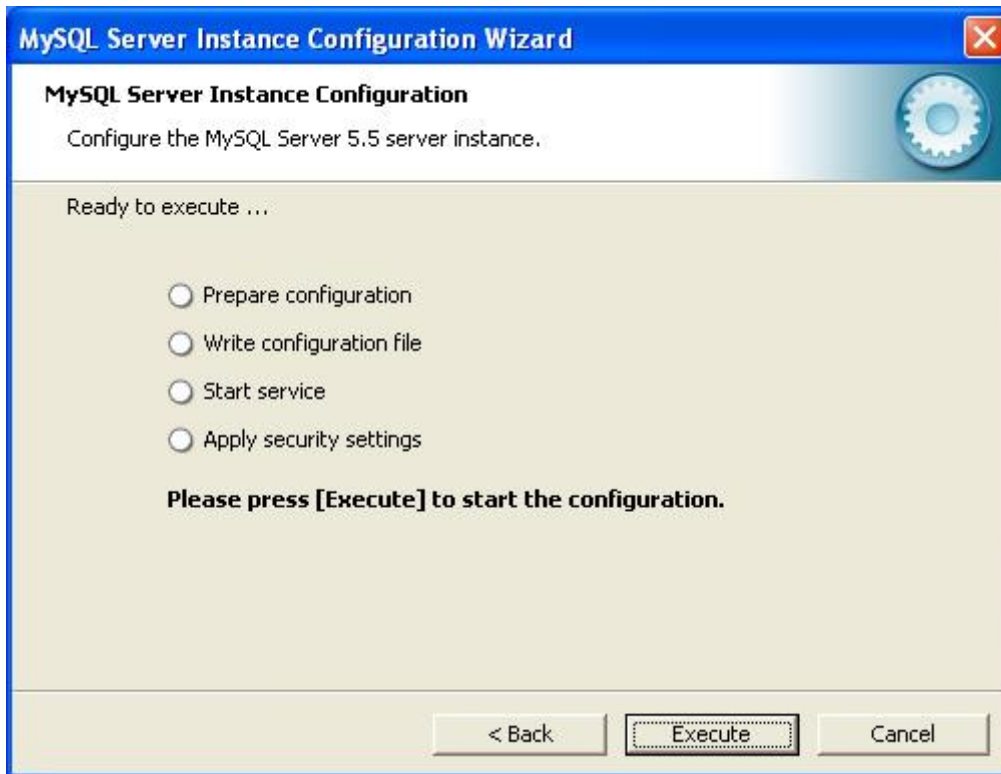 MySQL Server Instance Configuration Wizard
MySQL Server Instance Configuration
Configure the MySQL Server 5.5 server instance.
Ready to execute ...
Prepare configuration
Write configuration file
Start service
Apply security settings
Please press [Execute] to start the configuration.
< Back Execute Cancel